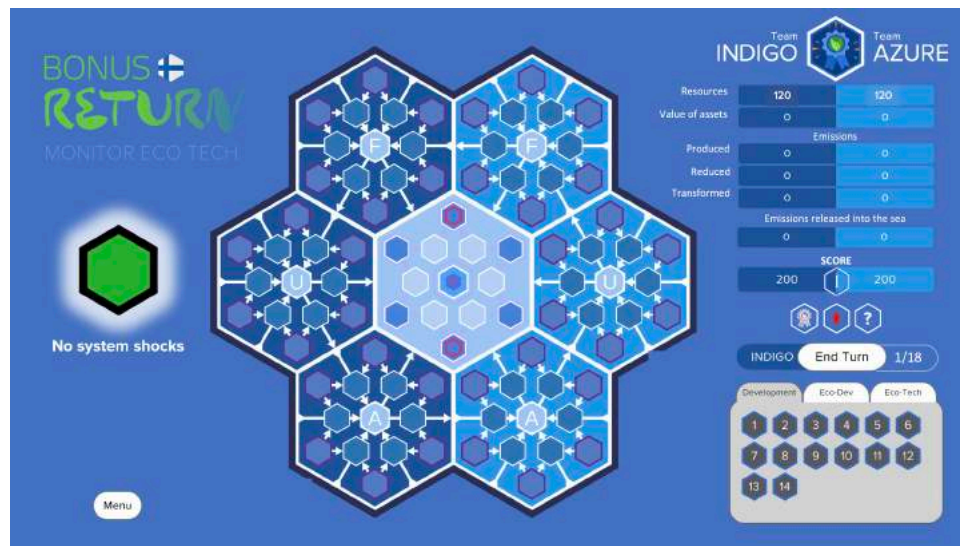 BONUS
RETURN
MONITOR ECO TECH
No system shocks
Menu
F
F
U
U
A
A
Team
INDIGO
Team
AZURE
Resources 120 120
Value of assets 0 0
Emissions
Produced 0 0
Reduced 0 0
Transformed 0 0
Emissions released into the sea
0 0
SCORE
200 200
?
INDIGO End Turn 1/18
Development Eco-Dev Eco-Tech
1 2 3 4 5 6
7 8 9 10 11 12
13 14